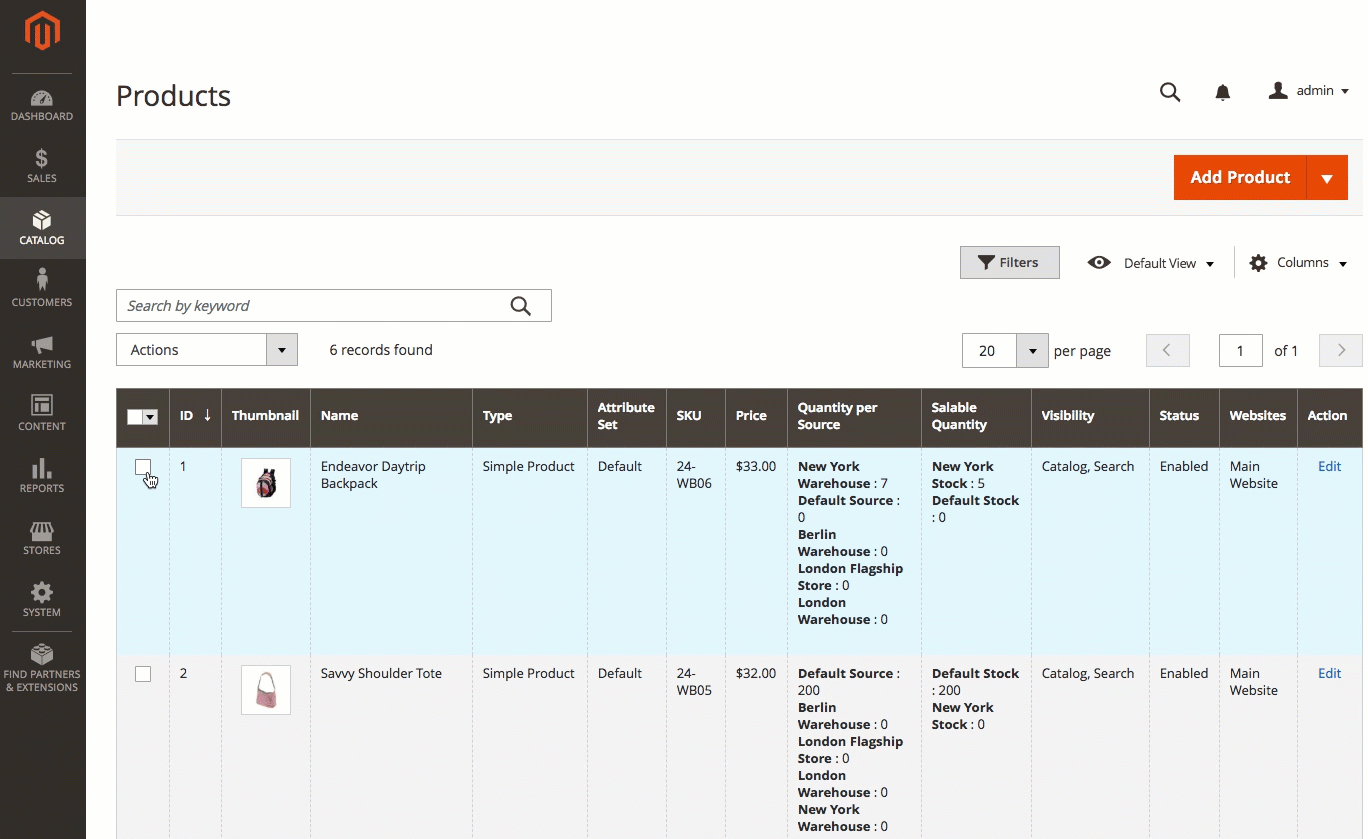 Products
admin
DASHBOARD
SALES
CATALOG
CUSTOMERS
MARKETING
CONTENT
REPORTS
STORES
SYSTEM
FIND PARTNERS
& EXTENSIONS
Add Product
Filters
Default View
Columns
Search by keyword
Actions
6 records found
20
per page
1
of 1
ID ↓
Thumbnail
Name
Type
Attribute
Set
SKU
Price
Quantity per
Source
Salable
Quantity
Visibility
Status
Websites
Action
1
Endeavor Daytrip
Backpack
Simple Product
Default
24-
WB06
$33.00
New York
Warehouse : 7
Default Source :
0
Berlin
Warehouse : 0
London Flagship
Store : 0
London
Warehouse : 0
New York
Stock : 5
Default Stock
: 0
Catalog, Search
Enabled
Main
Website
Edit
2
Savvy Shoulder Tote
Simple Product
Default
24-
WB05
$32.00
Default Source :
200
Berlin
Warehouse : 0
London Flagship
Store : 0
London
Warehouse : 0
New York
Warehouse : 0
Default Stock
: 200
New York
Stock : 0
Catalog, Search
Enabled
Main
Website
Edit